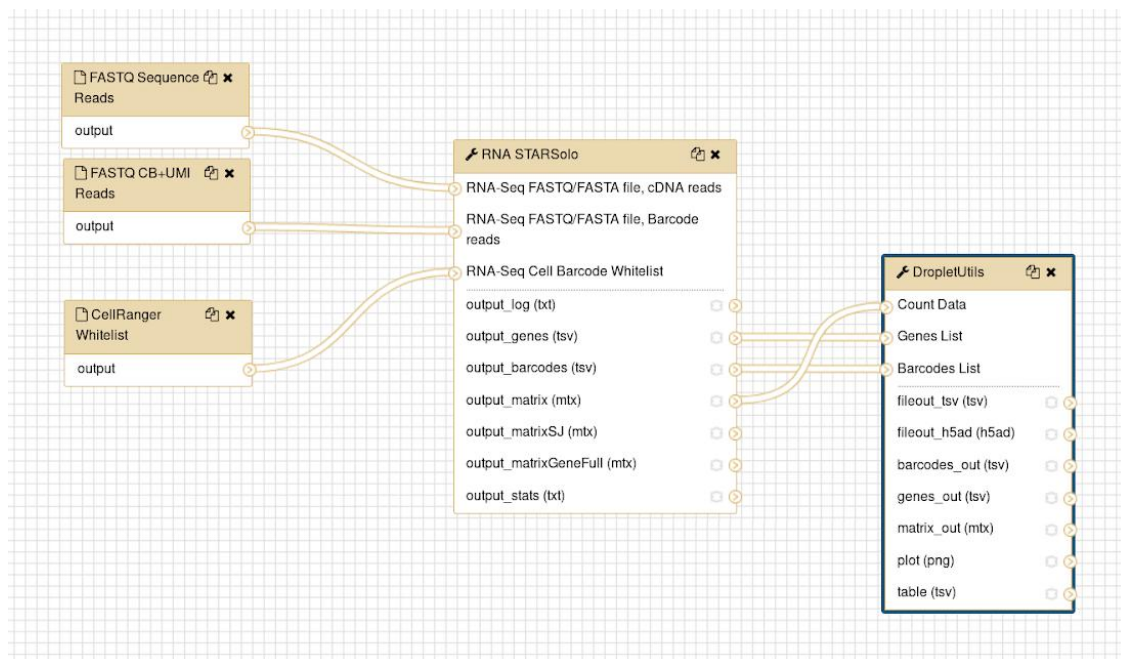 FASTQ Sequence
Reads
output
FASTQ CB+UMI
Reads
output
CellRanger
Whitelist
output
RNA STARSolo
RNA-Seq FASTQ/FASTA file, cDNA reads
RNA-Seq FASTQ/FASTA file, Barcode
reads
RNA-Seq Cell Barcode Whitelist
output_log (txt)
output_genes (tsv)
output_barcodes (tsv)
output_matrix (mtx)
output_matrixSJ (mtx)
output_matrixGeneFull (mtx)
output_stats (txt)
DropletUtils
Count Data
Genes List
Barcodes List
fileout_tsv (tsv)
fileout_h5ad (h5ad)
barcodes_out (tsv)
genes_out (tsv)
matrix_out (mtx)
plot (png)
table (tsv)